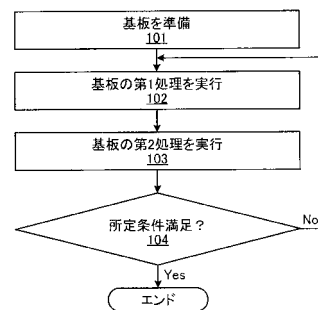 基板を準備
101
基板の第1処理を実行
102
基板の第2処理を実行
103
所定条件満足?
104
No
Yes
エンド